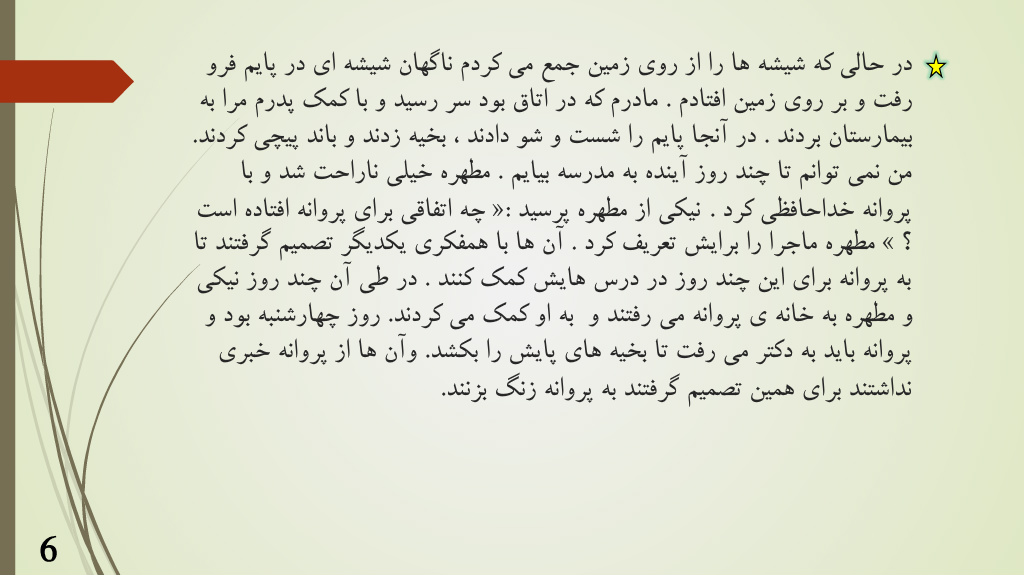 در حالی که شیشه ها را از روی زمین جمع می کردم ناگهان شیشه ای در پایم فرو
رفت و بر روی زمین افتادم . مادرم که در اتاق بود سر رسید و با کمک پدرم مرا به
بیمارستان بردند . در آنجا پایم را شست و شو دادند ، بخیه زدند و باند پیچی کردند.
من نمی توانم تا چند روز آینده به مدرسه بیایم . مطهره خیلی ناراحت شد و با
پروانه خداحافظی کرد . نیکی از مطهره پرسید :« چه اتفاقی برای پروانه افتاده است
؟ » مطهره ماجرا را برایش تعریف کرد . آن ها با همفکری یکدیگر تصمیم گرفتند تا
به پروانه برای این چند روز در درس هایش کمک کنند . در طی آن چند روز نیکی
و مطهره به خانه ی پروانه می رفتند و به او کمک می کردند. روز چهارشنبه بود و
پروانه باید به دکتر می رفت تا بخیه های پایش را بکشد. وآن ها از پروانه خبری
نداشتند برای همین تصمیم گرفتند به پروانه زنگ بزنند.
6